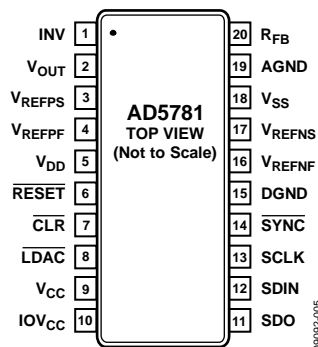 INV 1
V_OUT 2
V_REFPS 3
V_REFPF 4
V_DD 5
RESET 6
CLR 7
LDAC 8
V_CC 9
IOV_CC 10
AD5781
TOP VIEW
(Not to Scale)
20 R_FB
19 AGND
18 V_SS
17 V_REFNS
16 V_REFNF
15 DGND
14 SYNC
13 SCLK
12 SDIN
11 SDO
09092-005